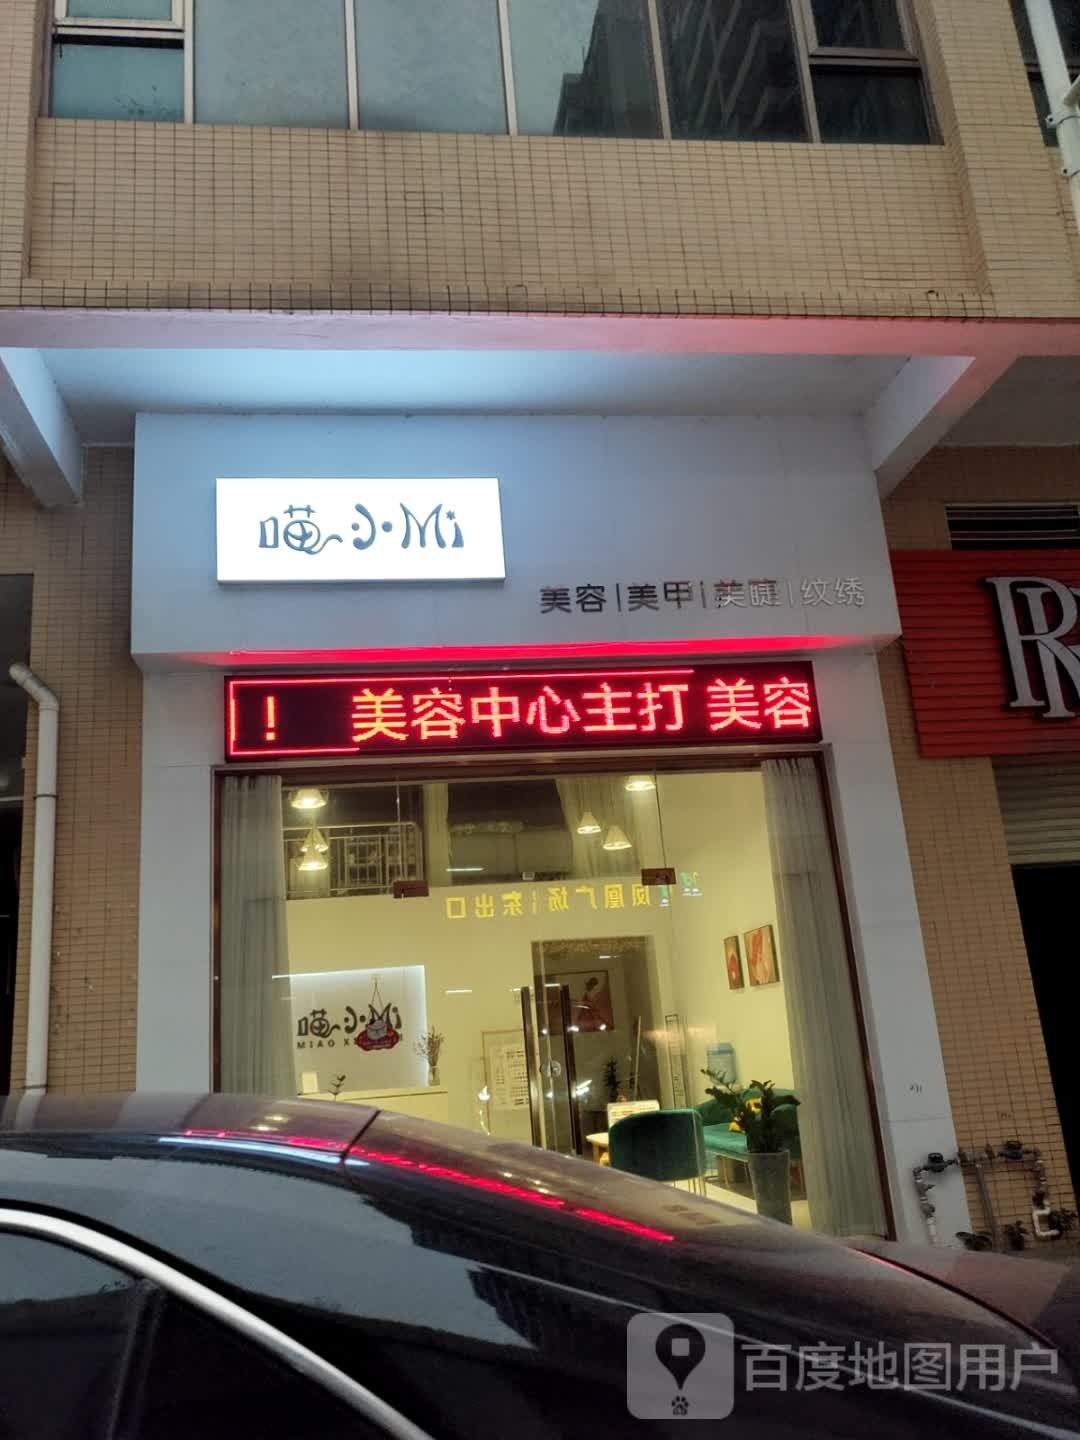 喵小Mi
美容|美甲|美睫|纹绣
！ 美容中心主打 美容
R
凤凰广场|东出口
喵小Mi
MIAO X
百度地图用户